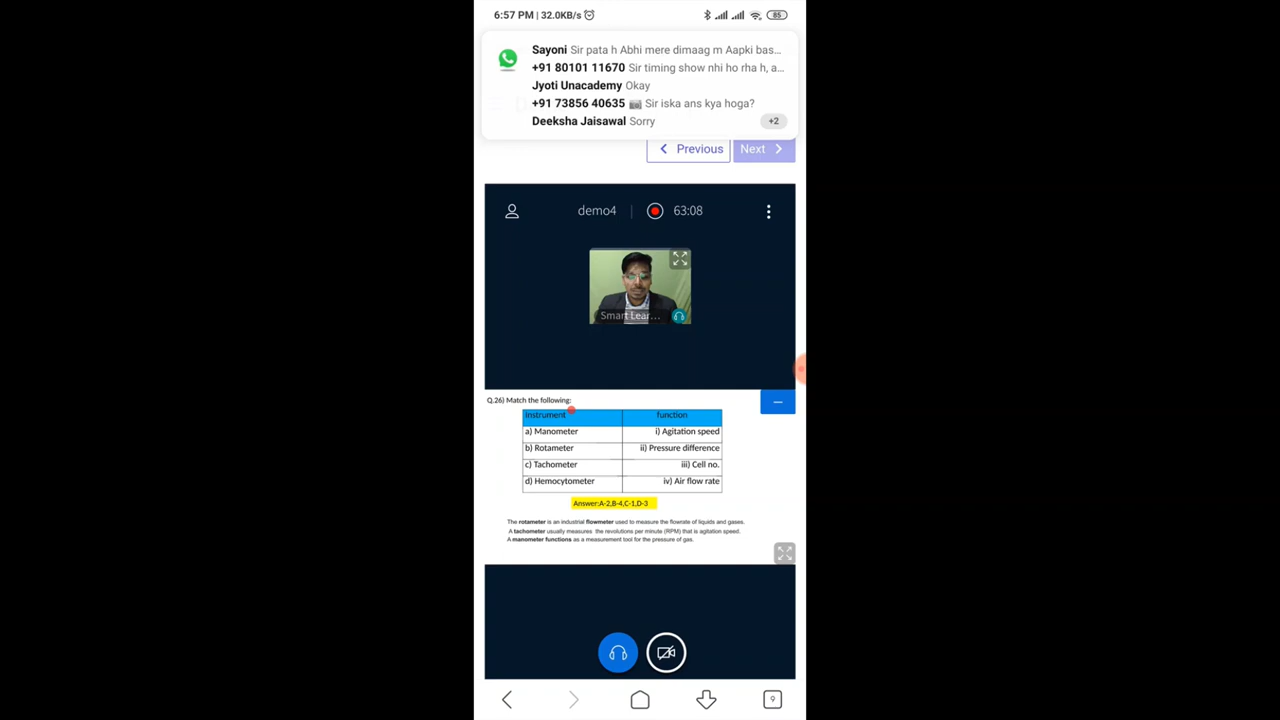 6:57 PM | 32.0KB/s
85
Sayoni Sir pata h Abhi mere dimaag m Aapki bas...
+91 80101 11670 Sir timing show nhi ho rha h, a...
Jyoti Unacademy Okay
+91 73856 40635 Sir iska ans kya hoga?
Deeksha Jaisawal Sorry
+2
Previous
Next
demo4 | 63:08
Smart Lear...
Q.26) Match the following:
Instrument function
a) Manometer i) Agitation speed
b) Rotameter ii) Pressure difference
c) Tachometer iii) Cell no.
d) Hemocytometer iv) Air flow rate
Answer:A-2,B-4,C-1,D-3
The rotameter is an industrial flowmeter used to measure the flowrate of liquids and gases.
A tachometer usually measures the revolutions per minute (RPM) that is agitation speed.
A manometer functions as a measurement tool for the pressure of gas.
9